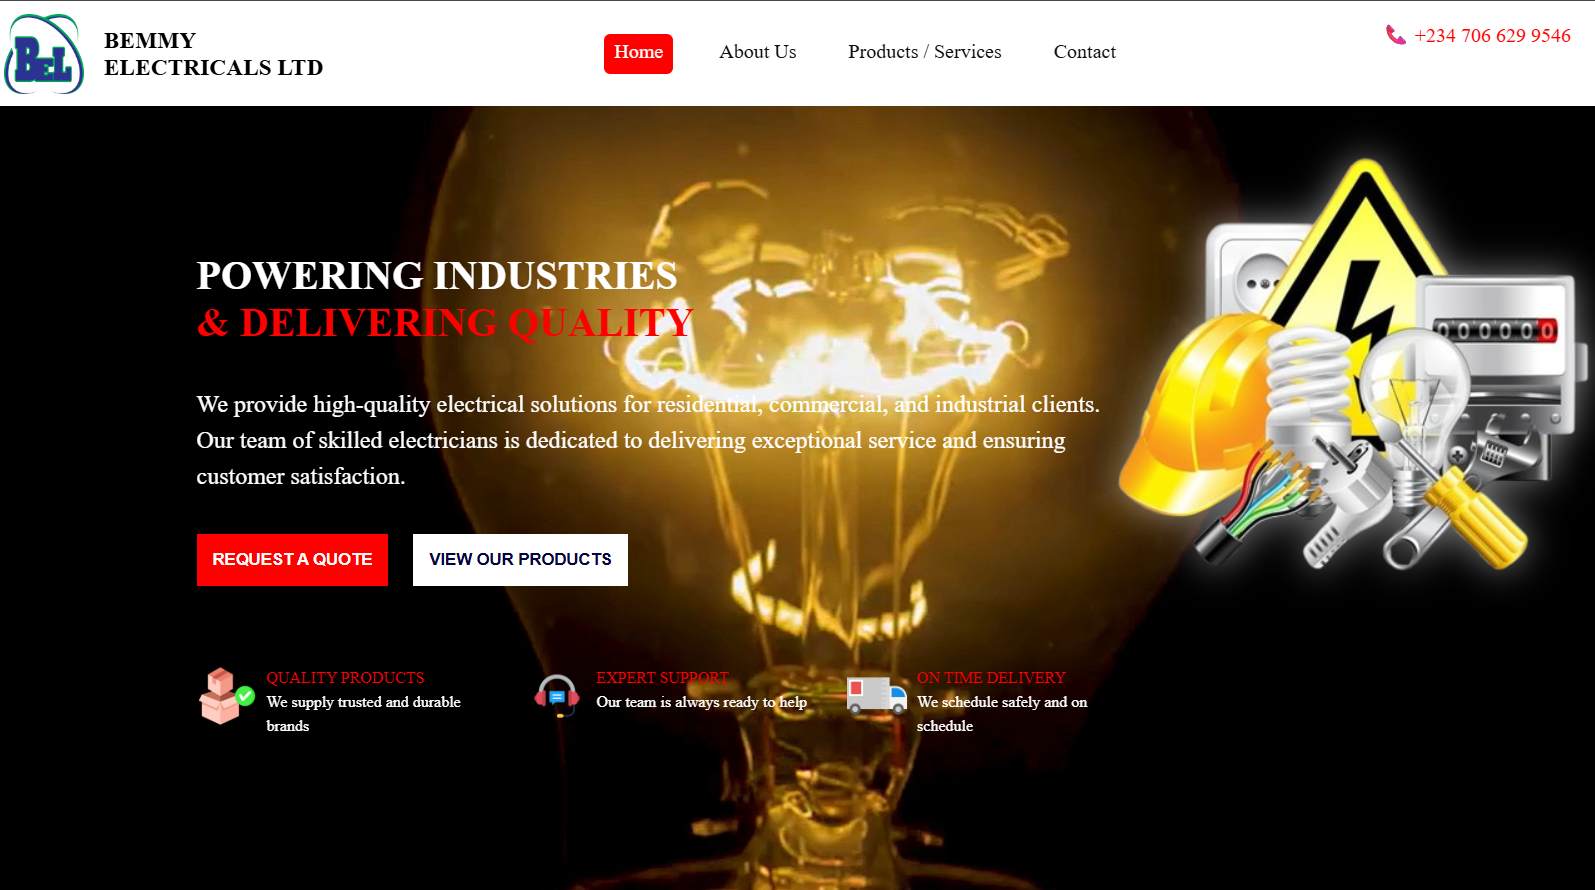 BEL
BEMMY
ELECTRICALS LTD
Home
About Us
Products / Services
Contact
+234 706 629 9546
POWERING INDUSTRIES
& DELIVERING QUALITY
We provide high-quality electrical solutions for residential, commercial, and industrial clients.
Our team of skilled electricians is dedicated to delivering exceptional service and ensuring
customer satisfaction.
REQUEST A QUOTE
VIEW OUR PRODUCTS
QUALITY PRODUCTS
We supply trusted and durable
brands
EXPERT SUPPORT
Our team is always ready to help
ON TIME DELIVERY
We schedule safely and on
schedule
000000